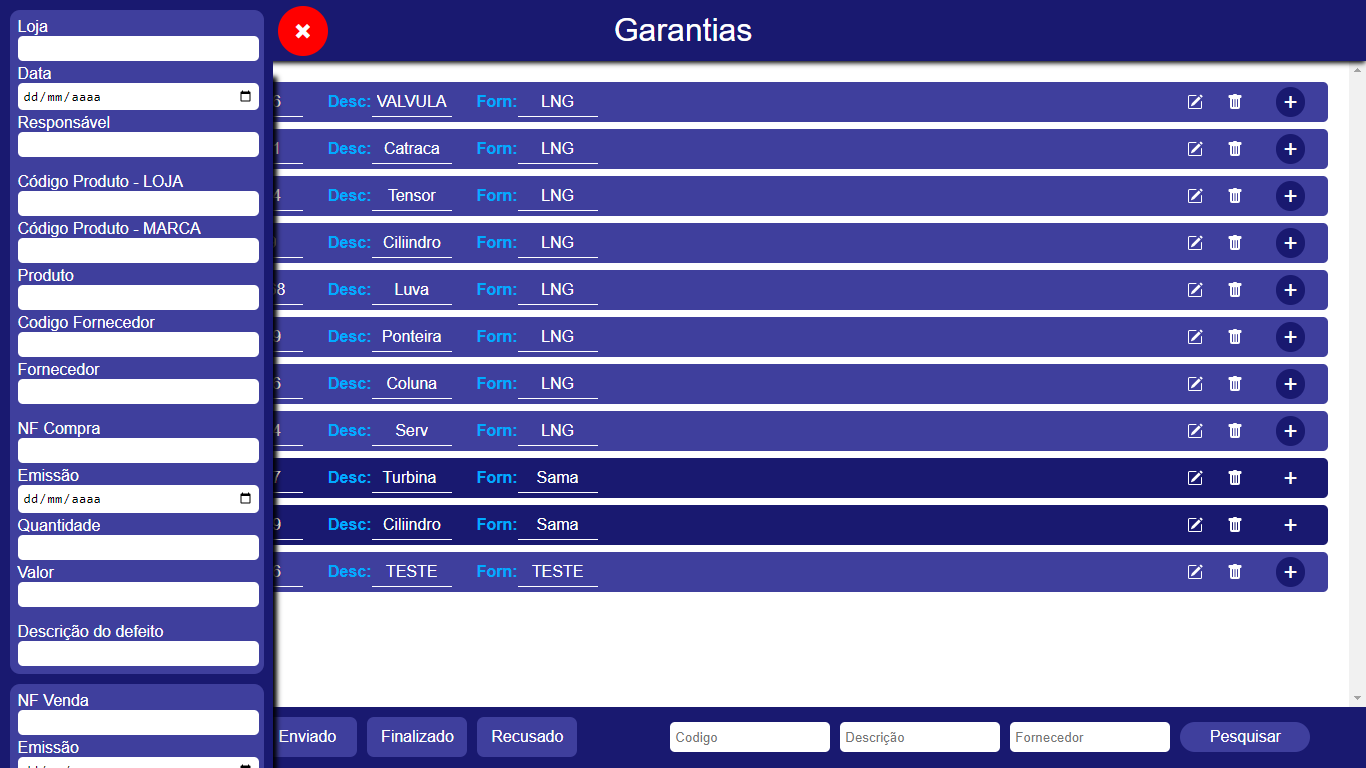 Loja
Garantias
Data
dd/mm/aaaa
Responsável
Código Produto - LOJA
Código Produto - MARCA
Produto
Codigo Fornecedor
Fornecedor
NF Compra
Emissão
dd/mm/aaaa
Quantidade
Valor
Descrição do defeito
NF Venda
Emissão
6 Desc: VALVULA Forn: LNG
1 Desc: Catraca Forn: LNG
4 Desc: Tensor Forn: LNG
Desc: Ciliindro Forn: LNG
8 Desc: Luva Forn: LNG
9 Desc: Ponteira Forn: LNG
6 Desc: Coluna Forn: LNG
4 Desc: Serv Forn: LNG
7 Desc: Turbina Forn: Sama
9 Desc: Ciliindro Forn: Sama
6 Desc: TESTE Forn: TESTE
Enviado Finalizado Recusado Codigo Descrição Fornecedor Pesquisar